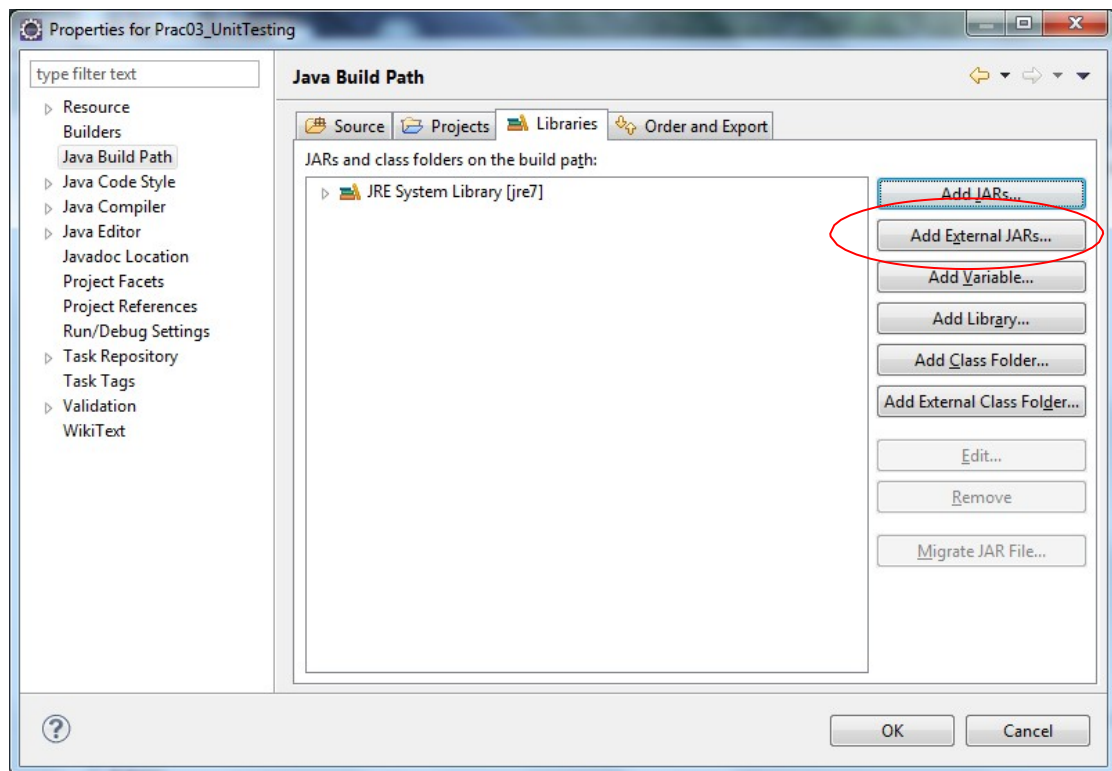 Properties for Prac03_UnitTesting
type filter text
Resource
Builders
Java Build Path
Java Code Style
Java Compiler
Java Editor
Javadoc Location
Project Facets
Project References
Run/Debug Settings
Task Repository
Task Tags
Validation
WikiText
Java Build Path
Source Projects Libraries Order and Export
JARs and class folders on the build path:
JRE System Library [jre7]
Add JARs...
Add External JARs...
Add Variable...
Add Library...
Add Class Folder...
Add External Class Folder...
Edit...
Remove
Migrate JAR File...
?
OK Cancel